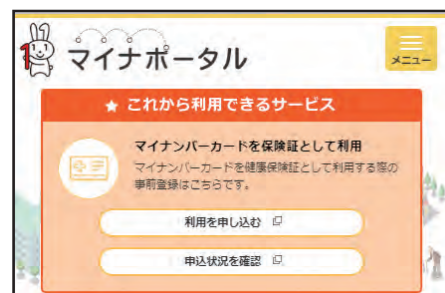 マイナポータル
メニュー
★ これから利用できるサービス
マイナンバーカードを保険証として利用
マイナンバーカードを健康保険証として利用する際の
事前登録はこちらです。
利用を申し込む
申込状況を確認